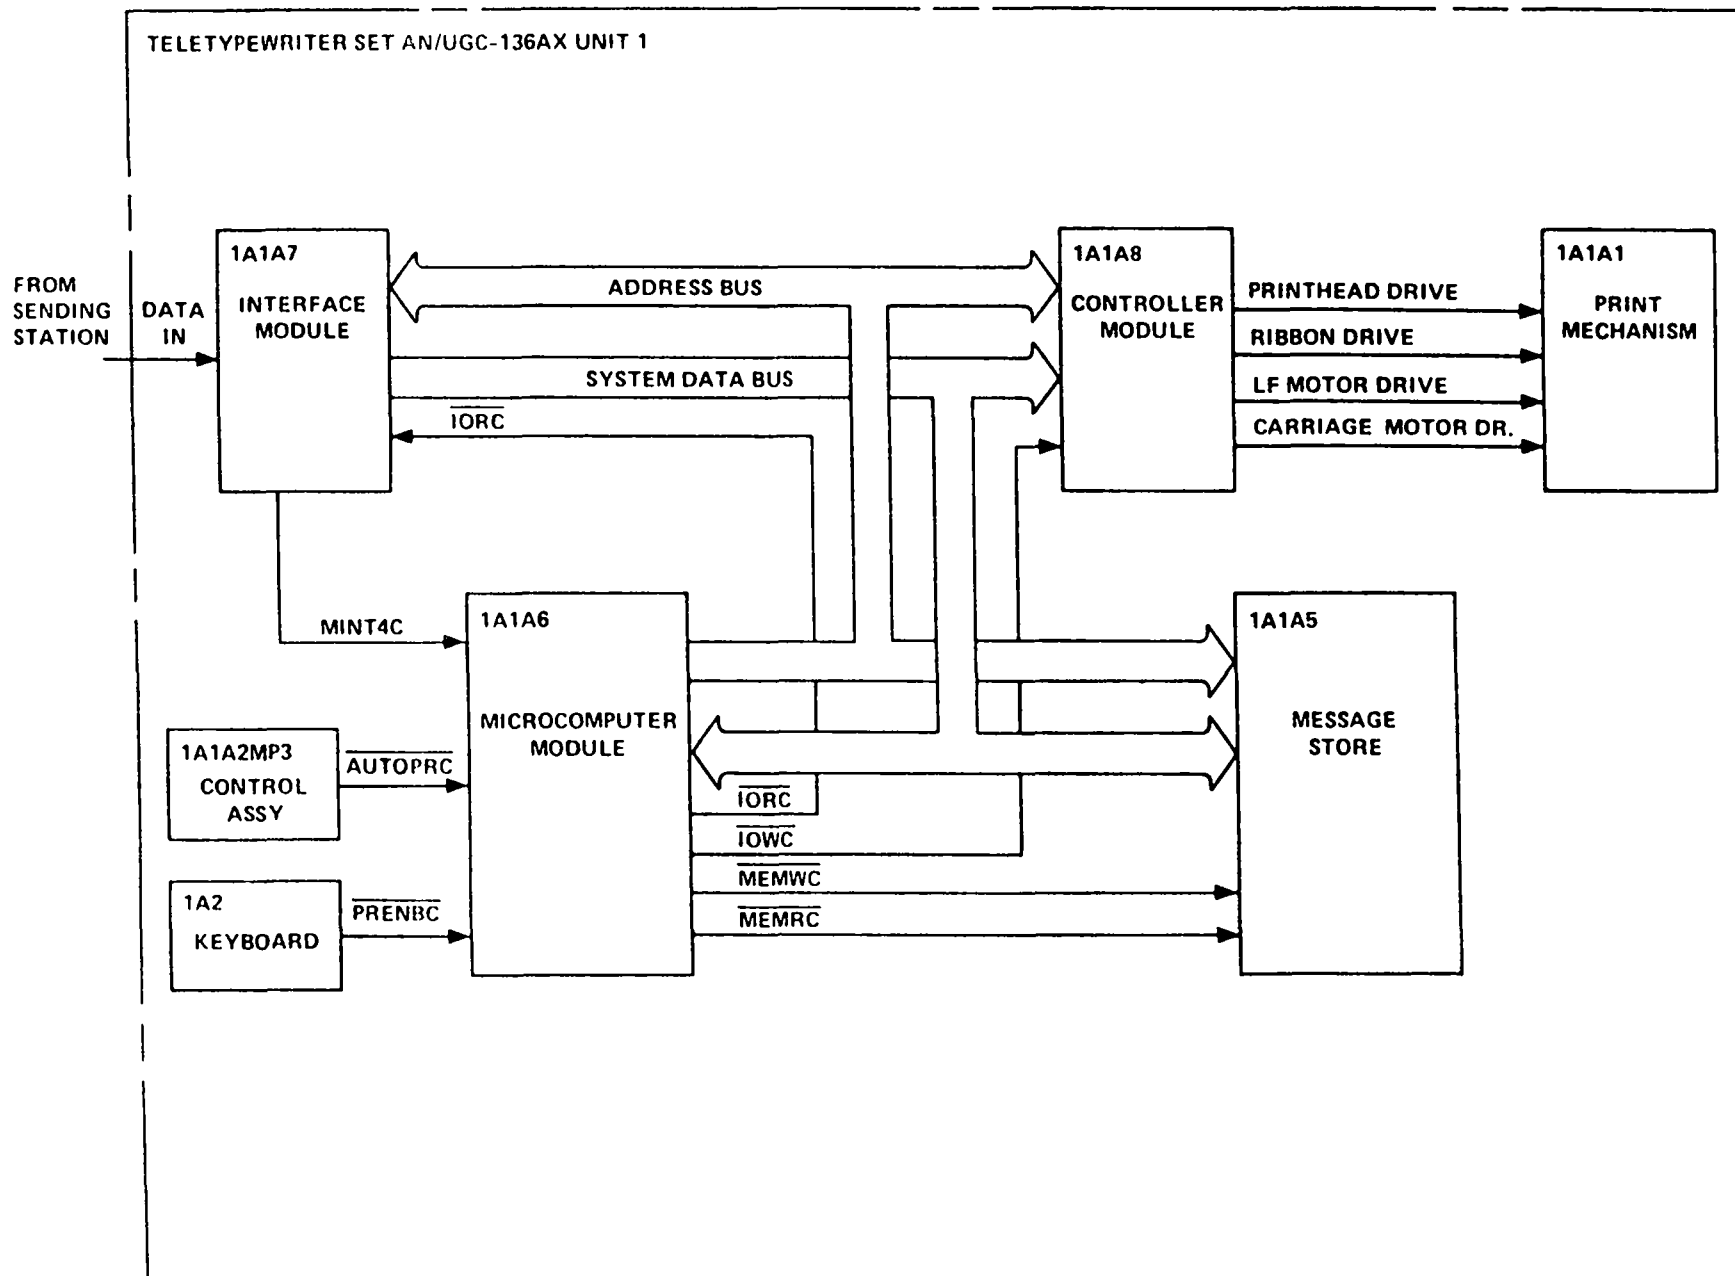 TELETYPEWRITER SET AN/UGC-136AX UNIT 1
FROM
SENDING
STATION
DATA
IN
1A1A7
INTERFACE
MODULE
ADDRESS BUS
SYSTEM DATA BUS
IORC
1A1A8
CONTROLLER
MODULE
PRINTHEAD DRIVE
RIBBON DRIVE
LF MOTOR DRIVE
CARRIAGE MOTOR DR.
1A1A1
PRINT
MECHANISM
MINT4C
1A1A6
MICROCOMPUTER
MODULE
1A1A5
MESSAGE
STORE
1A1A2MP3
CONTROL
ASSY
AUTOPRC
1A2
KEYBOARD
PRENBC
IORC
IOWC
MEMWC
MEMRC